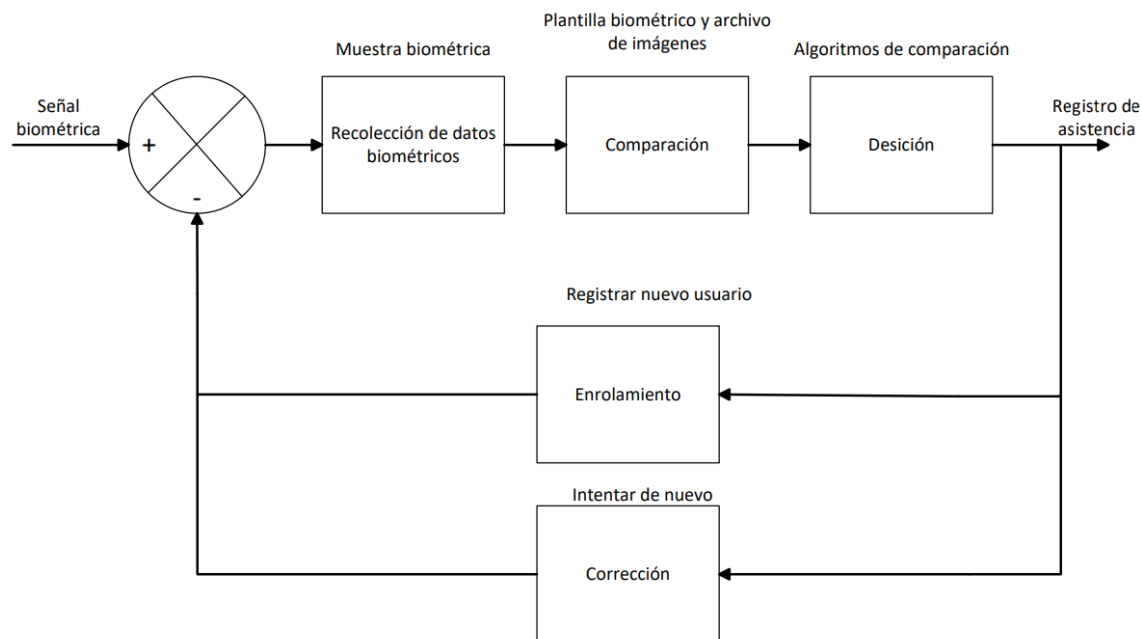 Plantilla biométrico y archivo
de imágenes
Muestra biométrica
Algoritmos de comparación
Señal
biométrica
+
-
Recolección de datos
biométricos
Comparación
Desición
Registro de
asistencia
Registrar nuevo usuario
Enrolamiento
Intentar de nuevo
Corrección